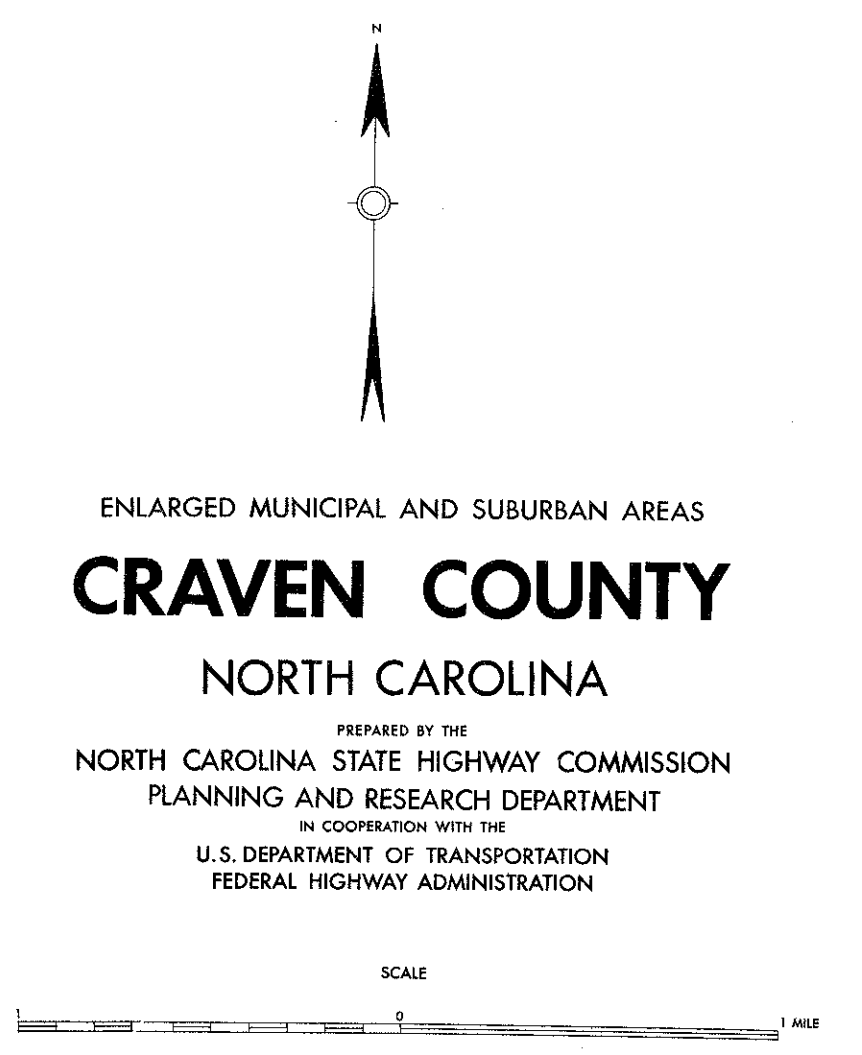 N
ENLARGED MUNICIPAL AND SUBURBAN AREAS
CRAVEN COUNTY
NORTH CAROLINA
PREPARED BY THE
NORTH CAROLINA STATE HIGHWAY COMMISSION
PLANNING AND RESEARCH DEPARTMENT
IN COOPERATION WITH THE
U.S. DEPARTMENT OF TRANSPORTATION
FEDERAL HIGHWAY ADMINISTRATION
SCALE
1 0 1 MILE